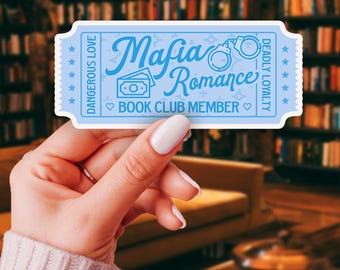 DANGEROUS LOVE
Mafia
Romance
BOOK CLUB MEMBER
DEADLY LOYALTY